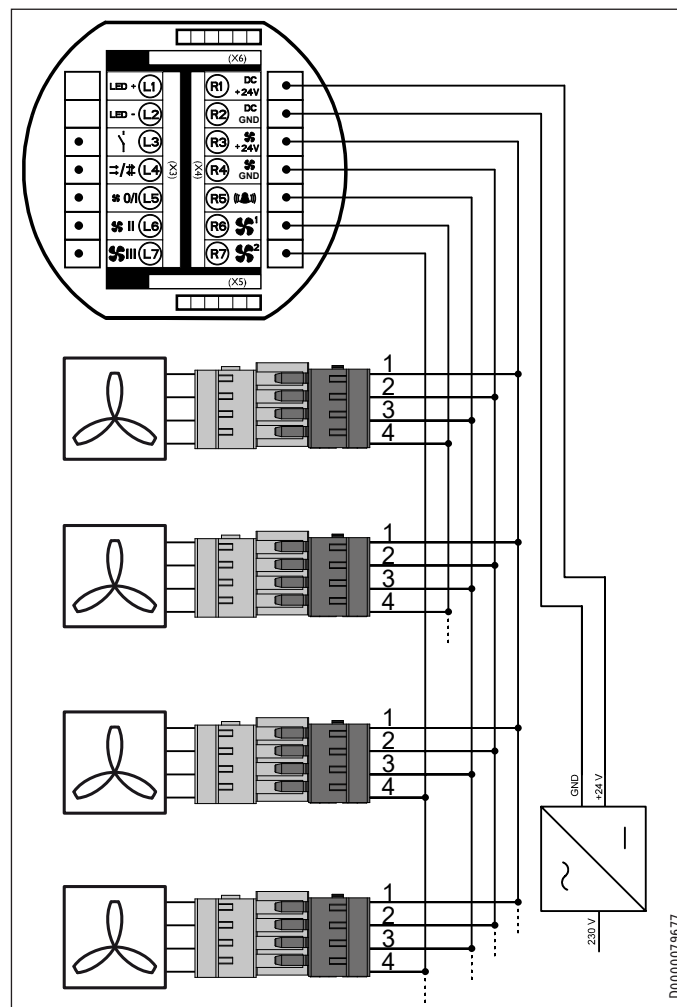 (X6)
LED + L1 R1 DC +24V
LED - L2 R2 DC GND
L3 R3 +24V
L4 R4 GND
0/I L5 R5
II L6 R6 1
III L7 R7 2
(X3) (X4)
(X5)
1
2
3
4
1
2
3
4
1
2
3
4
GND
+24 V
1
2
3
4
230 V
D0000079677